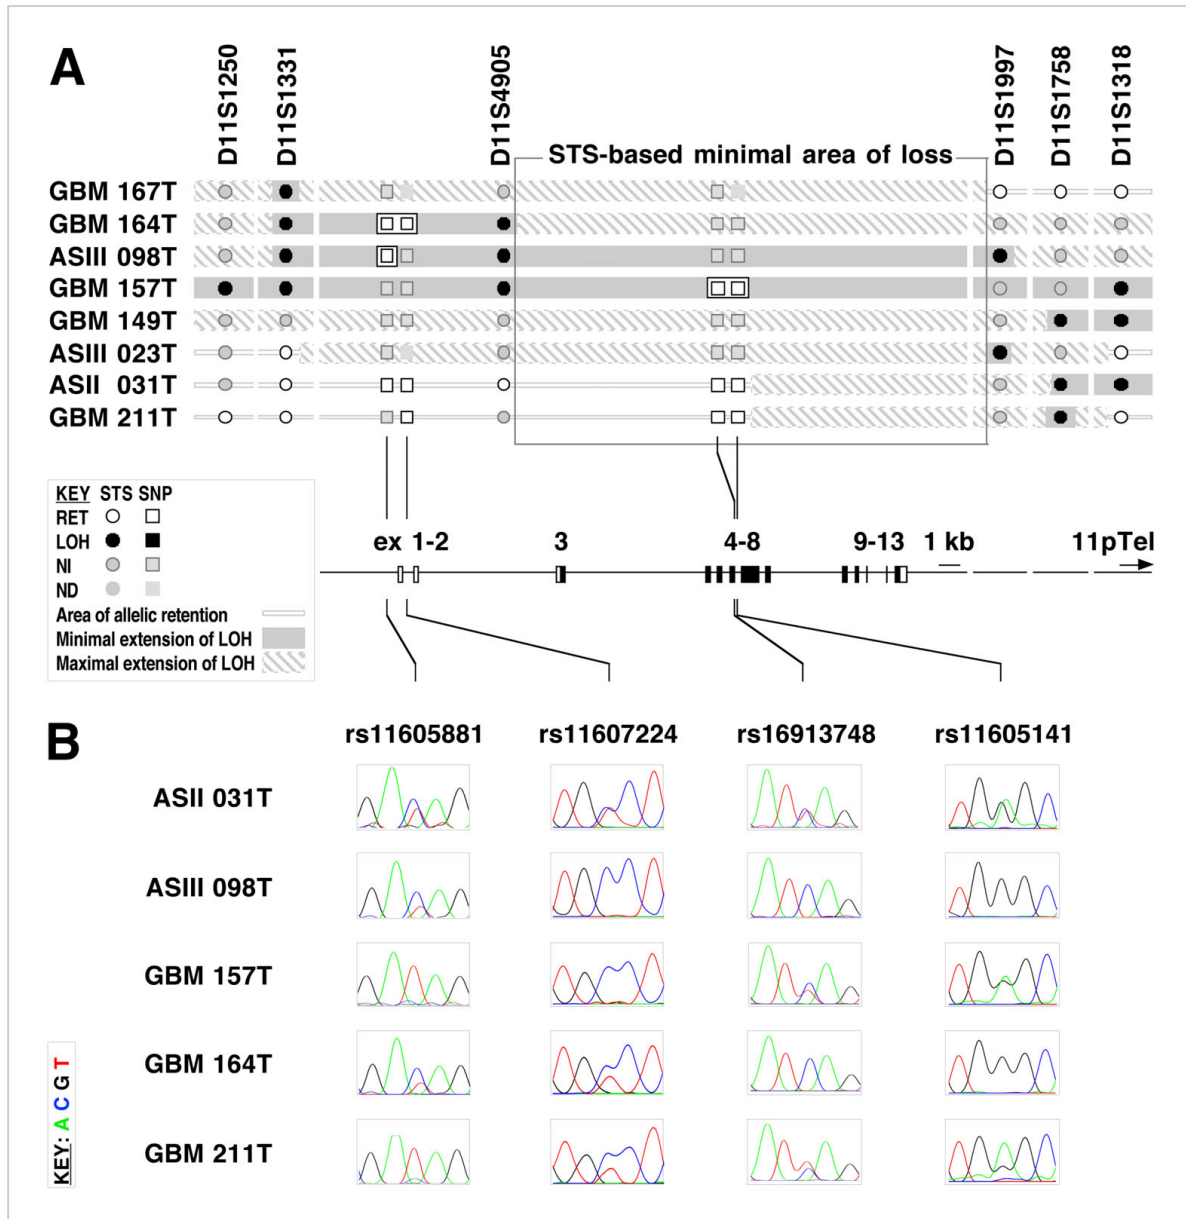 A
D11S1250
D11S1331
D11S4905
D11S1997
D11S1758
D11S1318
STS-based minimal area of loss
GBM 167T
GBM 164T
ASIII 098T
GBM 157T
GBM 149T
ASIII 023T
ASII 031T
GBM 211T
KEY STS SNP
RET
LOH
NI
ND
Area of allelic retention
Minimal extension of LOH
Maximal extension of LOH
ex 1-2 3 4-8 9-13 1 kb 11pTel
B
rs11605881 rs11607224 rs16913748 rs11605141
ASII 031T
ASIII 098T
GBM 157T
GBM 164T
GBM 211T
KEY: A C G T